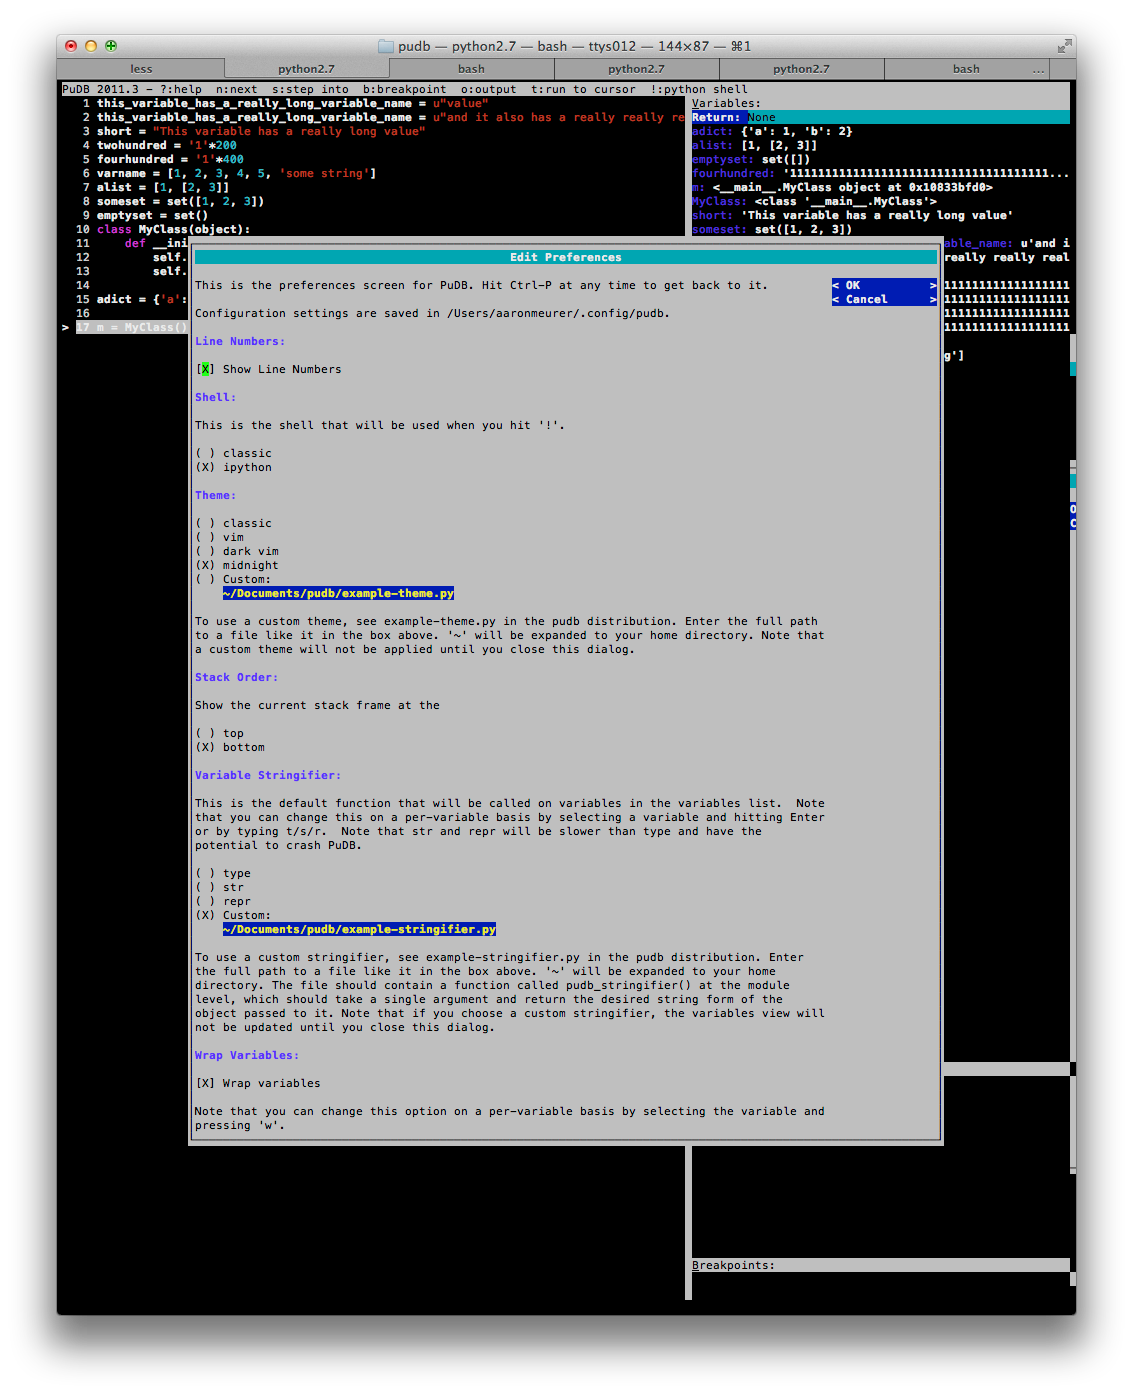 pudb — python2.7 — bash — ttys012 — 144×87 — ⌘1
less
python2.7
bash
python2.7
python2.7
bash
...
PuDB 2011.3 - ?:help  n:next  s:step into  b:breakpoint  o:output  t:run to cursor  !:python shell
1 this_variable_has_a_really_long_variable_name = u"value"
2 this_variable_has_a_really_long_variable_name = u"and it also has a really really re
3 short = "This variable has a really long value"
4 twohundred = '1'*200
5 fourhundred = '1'*400
6 varname = [1, 2, 3, 4, 5, 'some string']
7 alist = [1, [2, 3]]
8 someset = set([1, 2, 3])
9 emptyset = set()
10 class MyClass(object):
11     def __ini
12         self.
13         self.
14
15 adict = {'a':
16
> 17 m = MyClass()
Variables:
Return: None
adict: {'a': 1, 'b': 2}
alist: [1, [2, 3]]
emptyset: set([])
fourhundred: '1111111111111111111111111111111111111...
m: <__main__.MyClass object at 0x10833bfd0>
MyClass: <class '__main__.MyClass'>
short: 'This variable has a really long value'
someset: set([1, 2, 3])
able_name: u'and i
really really real
111111111111111111
111111111111111111
111111111111111111
111111111111111111
g']
Edit Preferences
This is the preferences screen for PuDB. Hit Ctrl-P at any time to get back to it.
< OK >
< Cancel >
Configuration settings are saved in /Users/aaronmeurer/.config/pudb.
Line Numbers:
[X] Show Line Numbers
Shell:
This is the shell that will be used when you hit '!'.
( ) classic
(X) ipython
Theme:
( ) classic
( ) vim
( ) dark vim
(X) midnight
( ) Custom:
~/Documents/pudb/example-theme.py
To use a custom theme, see example-theme.py in the pudb distribution. Enter the full path
to a file like it in the box above. '~' will be expanded to your home directory. Note that
a custom theme will not be applied until you close this dialog.
Stack Order:
Show the current stack frame at the
( ) top
(X) bottom
Variable Stringifier:
This is the default function that will be called on variables in the variables list.  Note
that you can change this on a per-variable basis by selecting a variable and hitting Enter
or by typing t/s/r.  Note that str and repr will be slower than type and have the
potential to crash PuDB.
( ) type
( ) str
( ) repr
(X) Custom:
~/Documents/pudb/example-stringifier.py
To use a custom stringifier, see example-stringifier.py in the pudb distribution. Enter
the full path to a file like it in the box above. '~' will be expanded to your home
directory. The file should contain a function called pudb_stringifier() at the module
level, which should take a single argument and return the desired string form of the
object passed to it. Note that if you choose a custom stringifier, the variables view will
not be updated until you close this dialog.
Wrap Variables:
[X] Wrap variables
Note that you can change this option on a per-variable basis by selecting the variable and
pressing 'w'.
Breakpoints: